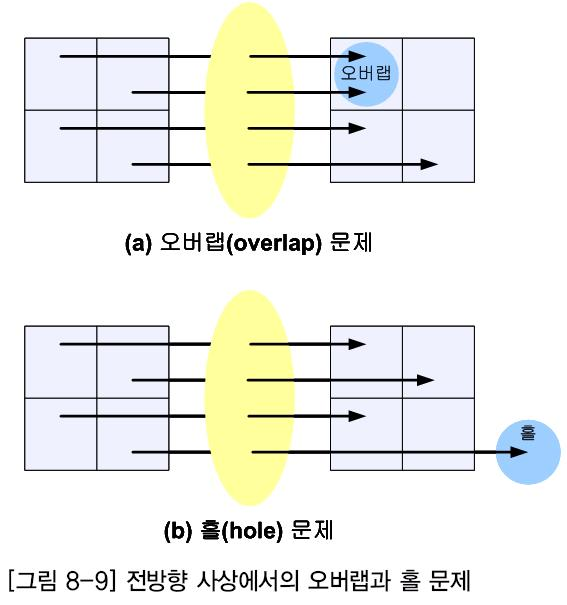 오버랩
(a) 오버랩(overlap) 문제
홀
(b) 홀(hole) 문제
[그림 8-9] 전방향 사상에서의 오버랩과 홀 문제